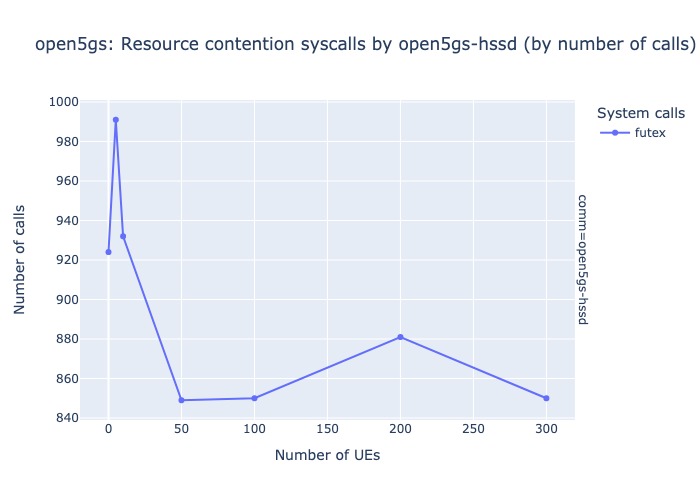 open5gs: Resource contention syscalls by open5gs-hssd (by number of calls)
System calls
futex
Number of calls
1000
980
960
940
920
900
880
860
840
comm=open5gs-hssd
0 50 100 150 200 250 300
Number of UEs